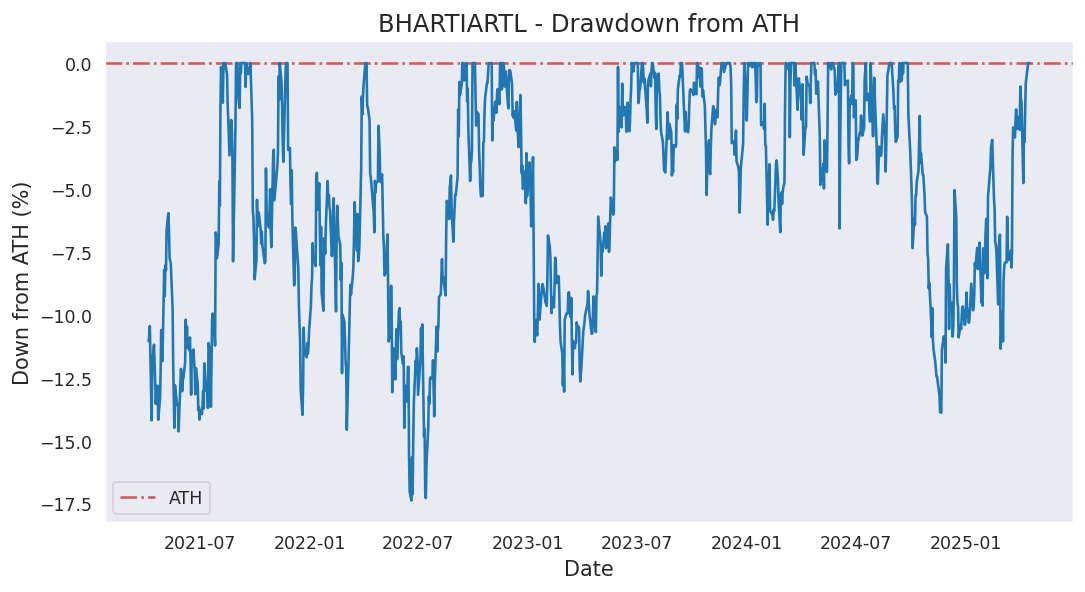 BHARTIARTL - Drawdown from ATH
Down from ATH (%)
0.0
−2.5
−5.0
−7.5
−10.0
−12.5
−15.0
−17.5
ATH
2021-07 2022-01 2022-07 2023-01 2023-07 2024-01 2024-07 2025-01
Date